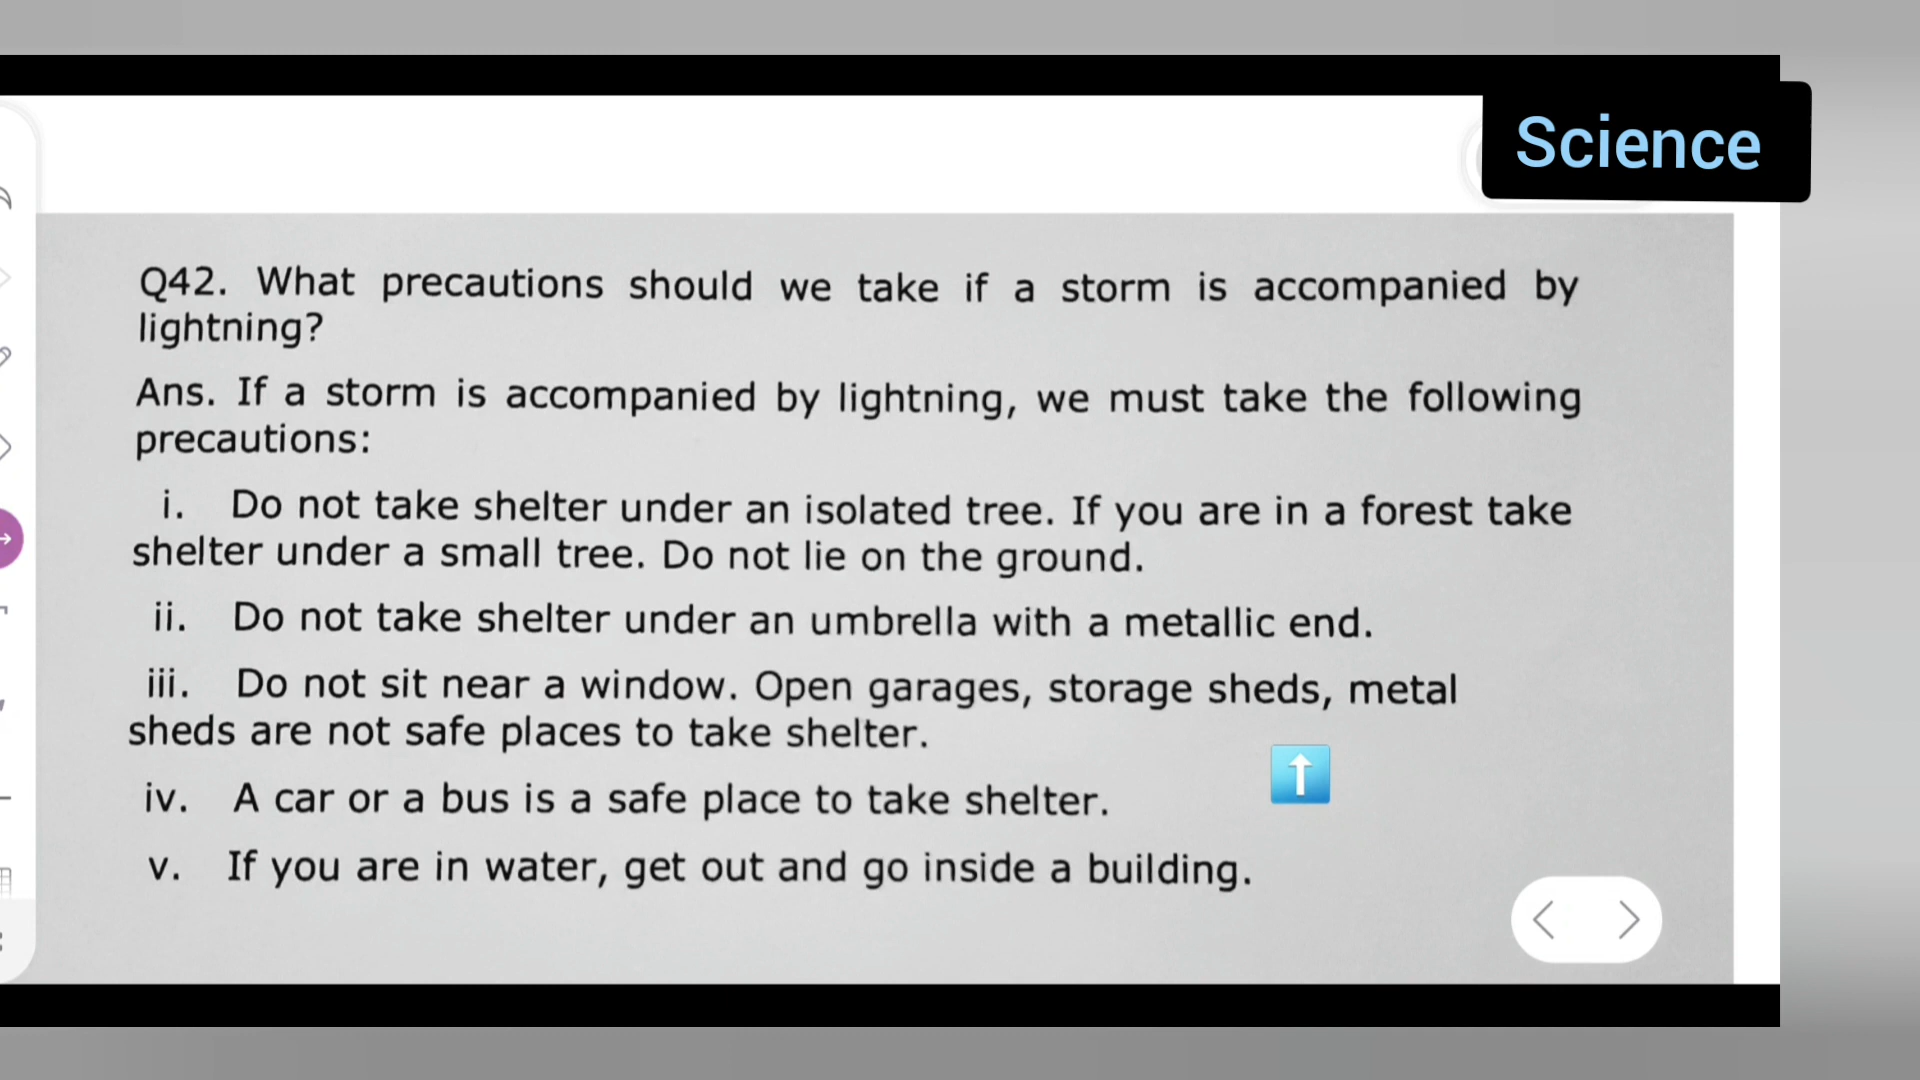 Science
Q42. What precautions should we take if a storm is accompanied by
lightning?
Ans. If a storm is accompanied by lightning, we must take the following
precautions:
i. Do not take shelter under an isolated tree. If you are in a forest take
shelter under a small tree. Do not lie on the ground.
ii. Do not take shelter under an umbrella with a metallic end.
iii. Do not sit near a window. Open garages, storage sheds, metal
sheds are not safe places to take shelter.
iv. A car or a bus is a safe place to take shelter.
v. If you are in water, get out and go inside a building.